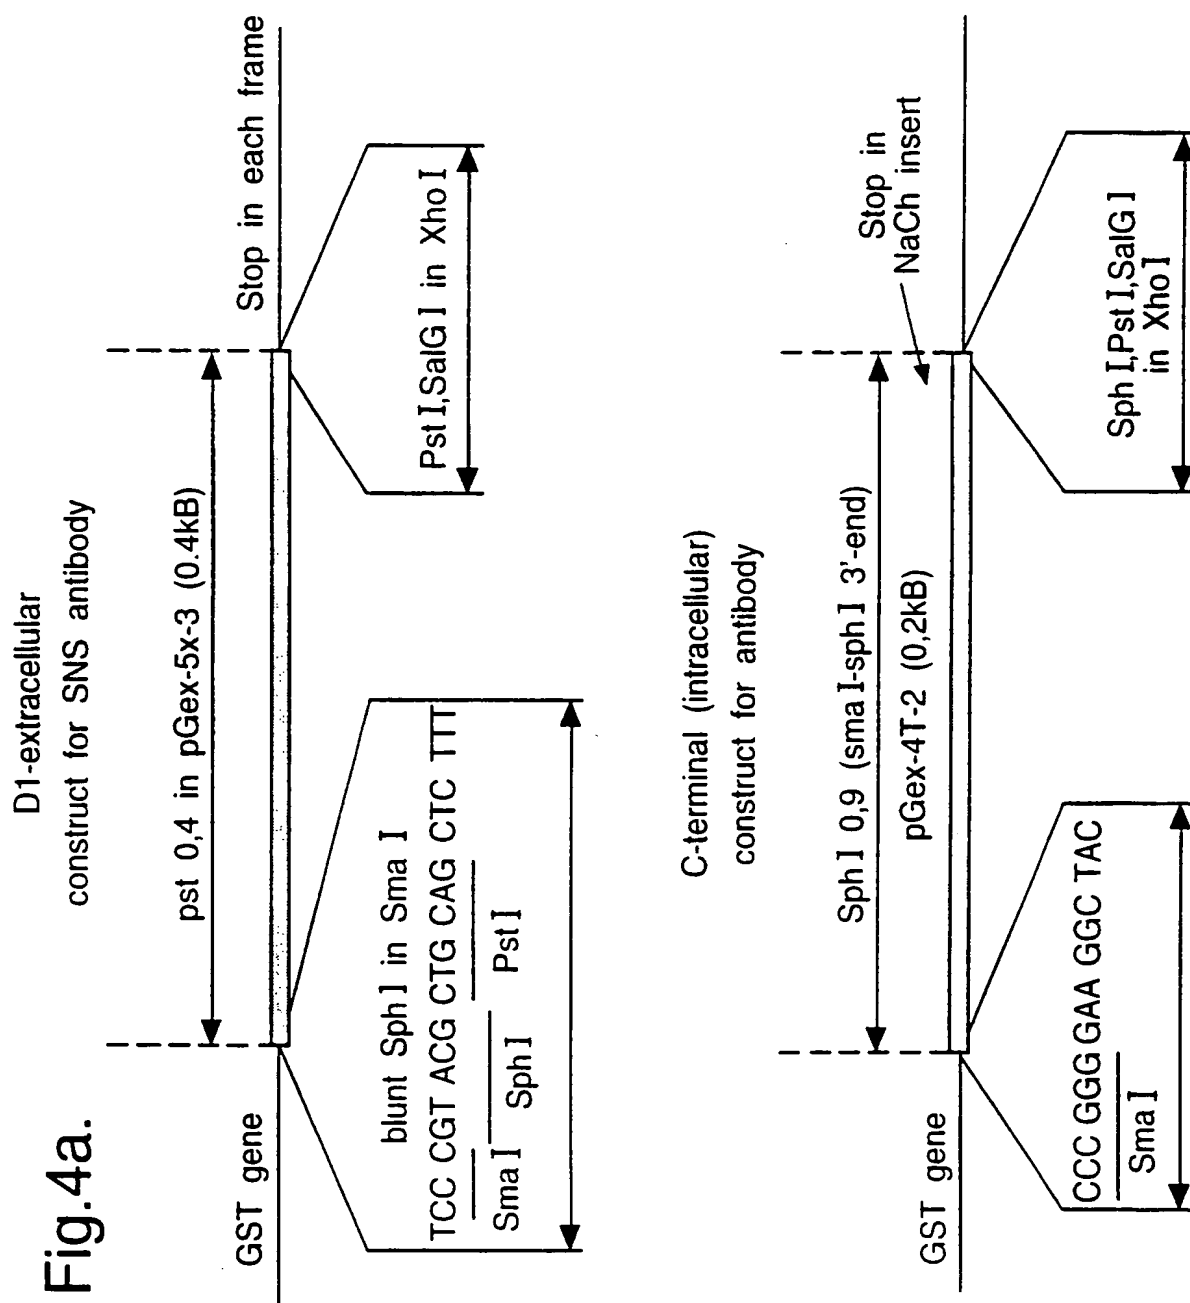 Fig.4a.
D1-extracellular
construct for SNS antibody
pst 0,4 in pGex-5x-3 (0.4kB)
GST gene
Stop in each frame
blunt Sph I in Sma I
TCC CGT ACG CTG CAG CTC TTT
Sma I
Sph I
Pst I
Pst I,SalG I in Xho I
C-terminal (intracellular)
construct for antibody
Sph I 0,9 (sma I-sph I 3'-end)
pGex-4T-2 (0,2kB)
GST gene
Stop in
NaCh insert
CCC GGG GAA GGC TAC
Sma I
Sph I,Pst I,SalG I
in Xho I